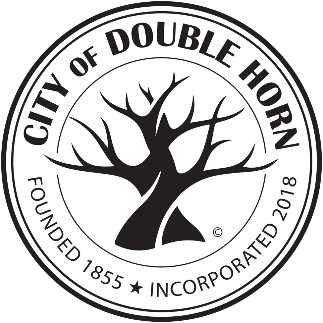 CITY OF DOUBLE HORN
FOUNDED 1855 ★ INCORPORATED 2018
©